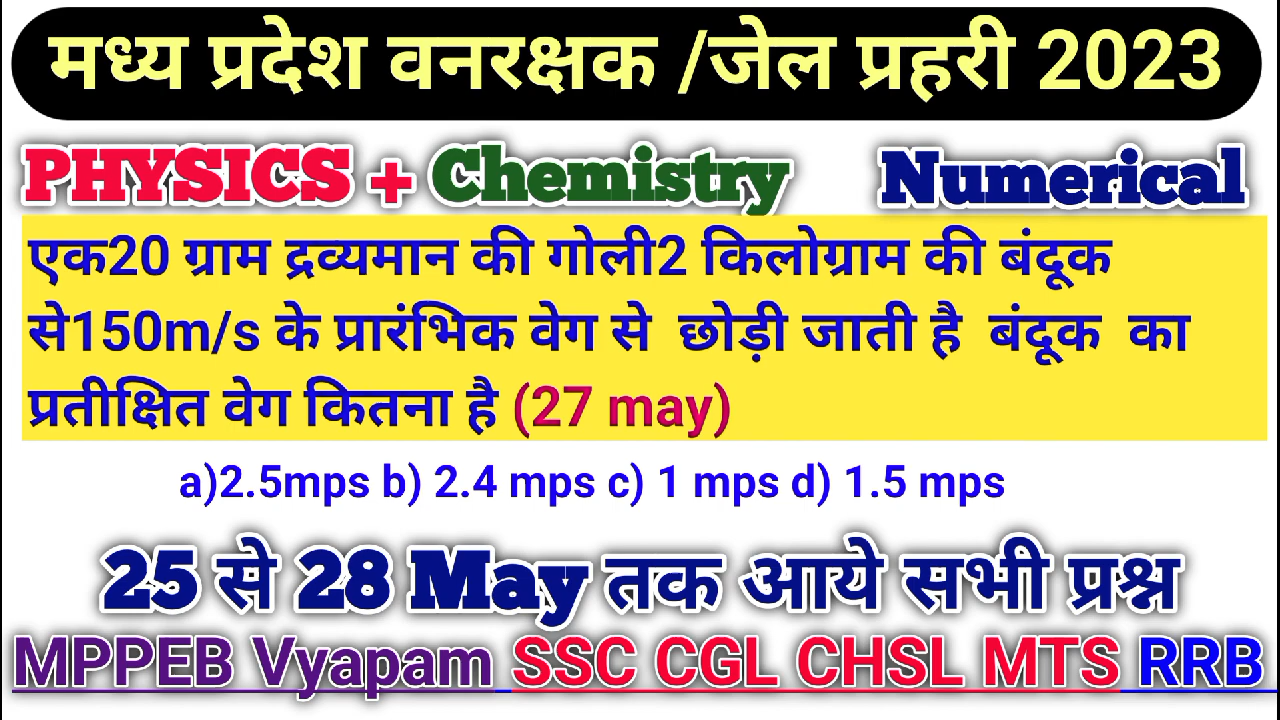 मध्य प्रदेश वनरक्षक /जेल प्रहरी 2023
PHYSICS + Chemistry Numerical
एक20 ग्राम द्रव्यमान की गोली2 किलोग्राम की बंदूक
से150m/s के प्रारंभिक वेग से छोड़ी जाती है बंदूक का
प्रतीक्षित वेग कितना है (27 may)
a)2.5mps b) 2.4 mps c) 1 mps d) 1.5 mps
25 से 28 May तक आये सभी प्रश्न
MPPEB Vyapam SSC CGL CHSL MTS RRB